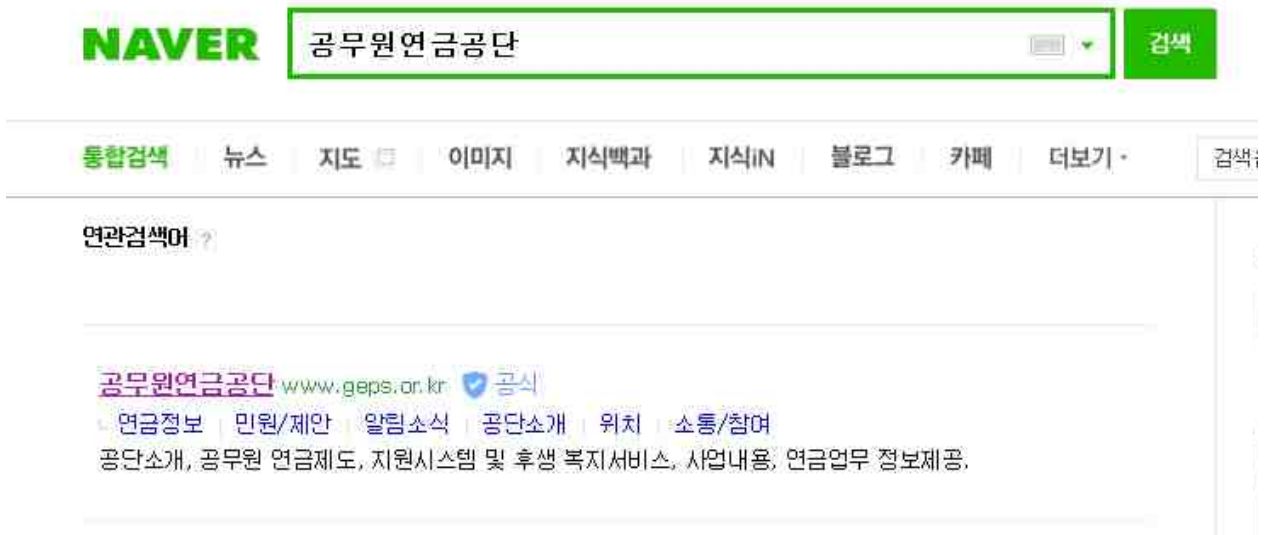 NAVER 공무원연금공단 검색
통합검색 뉴스 지도 이미지 지식백과 지식iN 블로그 카페 더보기 검색
연관검색어 ?
공무원연금공단 www.geps.or.kr 공식
연금정보 민원/제안 알림소식 공단소개 위치 소통/참여
공단소개, 공무원 연금제도, 지원시스템 및 후생 복지서비스, 사업내용, 연금업무 정보제공.